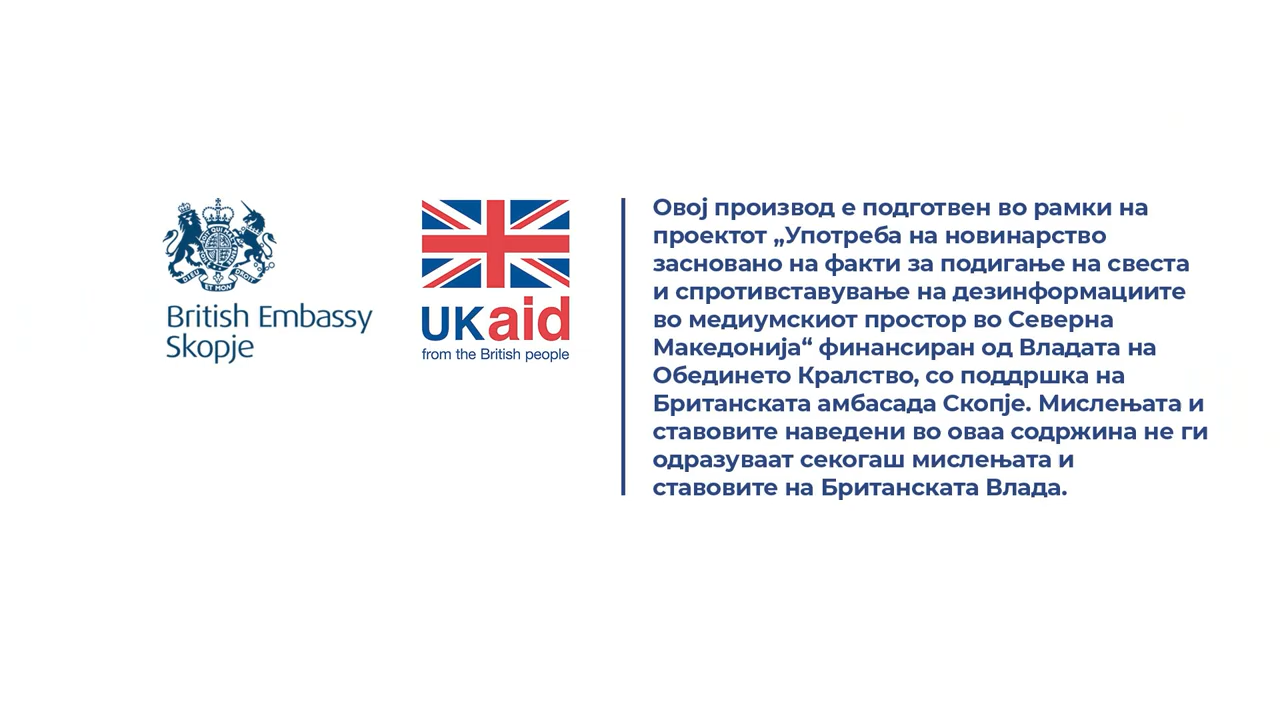 British Embassy
Skopje
UKaid
from the British people
Овој производ е подготвен во рамки на
проектот „Употреба на новинарство
засновано на факти за подигање на свеста
и спротивставување на дезинформациите
во медиумскиот простор во Северна
Македонија“ финансиран од Владата на
Обединето Кралство, со поддршка на
Британската амбасада Скопје. Мислењата и
ставовите наведени во оваа содржина не ги
одразуваат секогаш мислењата и
ставовите на Британската Влада.